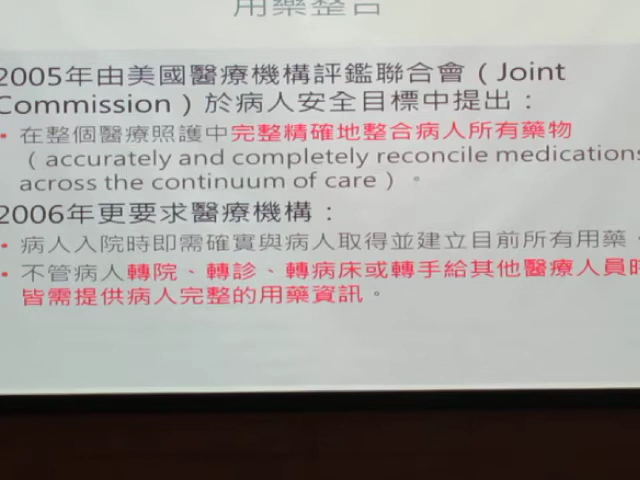 用藥整合
2005年由美國醫療機構評鑑聯合會（Joint
Commission）於病人安全目標中提出：
• 在整個醫療照護中完整精確地整合病人所有藥物
（accurately and completely reconcile medications
across the continuum of care）。
2006年更要求醫療機構：
• 病人入院時即需確實與病人取得並建立目前所有用藥。
• 不管病人轉院、轉診、轉病床或轉手給其他醫療人員時
皆需提供病人完整的用藥資訊。